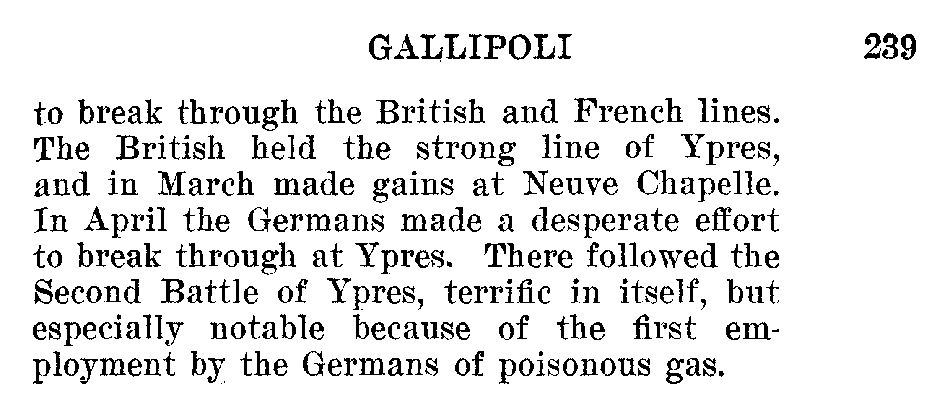 GALLIPOLI 239
to break through the British and French lines.
The British held the strong line of Ypres,
and in March made gains at Neuve Chapelle.
In April the Germans made a desperate effort
to break through at Ypres. There followed the
Second Battle of Ypres, terrific in itself, but
especially notable because of the first em-
ployment by the Germans of poisonous gas.